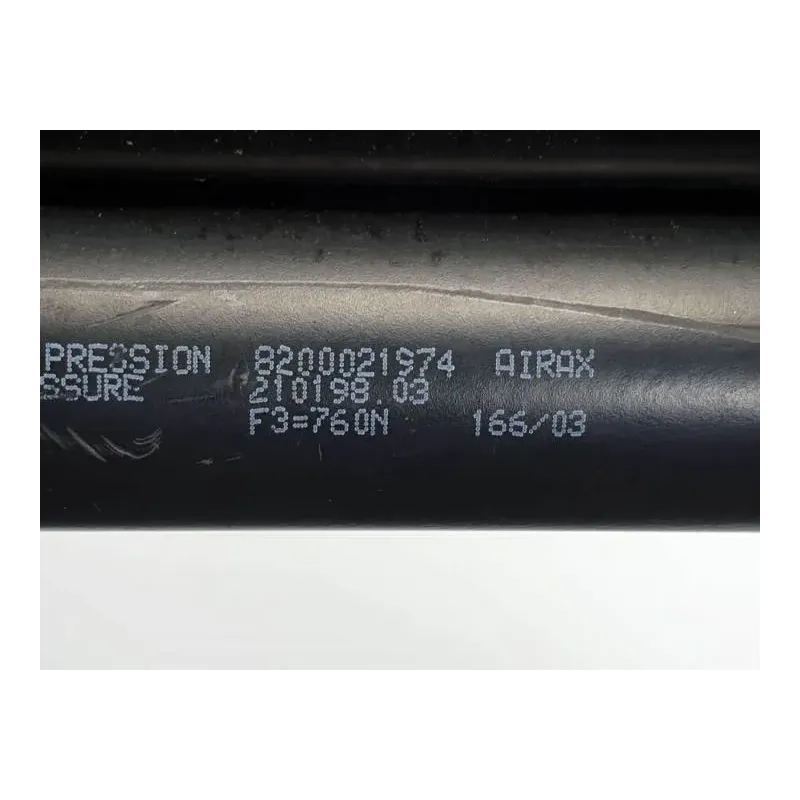 PRESSION 8200021974 AIRAX
SSURE 210198.03
F3=760N 166/03